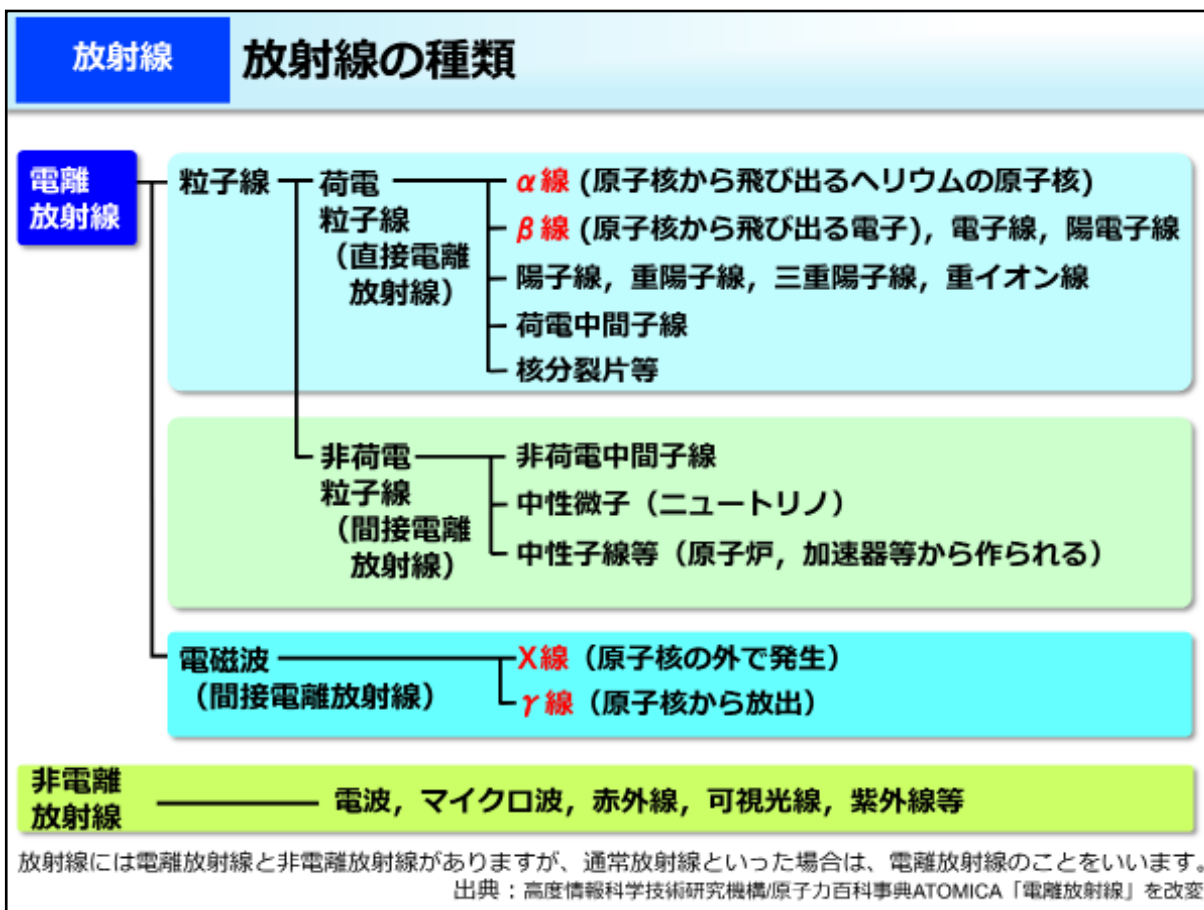 放射線
放射線の種類
電離
放射線
粒子線
荷電
粒子線
（直接電離
放射線）
α線 (原子核から飛び出るヘリウムの原子核)
β線 (原子核から飛び出る電子)，電子線，陽電子線
陽子線，重陽子線，三重陽子線，重イオン線
荷電中間子線
核分裂片等
非荷電
粒子線
（間接電離
放射線）
非荷電中間子線
中性微子（ニュートリノ）
中性子線等（原子炉，加速器等から作られる）
電磁波
（間接電離放射線）
X線（原子核の外で発生）
γ線（原子核から放出）
非電離
放射線
電波，マイクロ波，赤外線，可視光線，紫外線等
放射線には電離放射線と非電離放射線がありますが、通常放射線といった場合は、電離放射線のことをいいます。
出典：高度情報科学技術研究機構/原子力百科事典ATOMICA「電離放射線」を改変